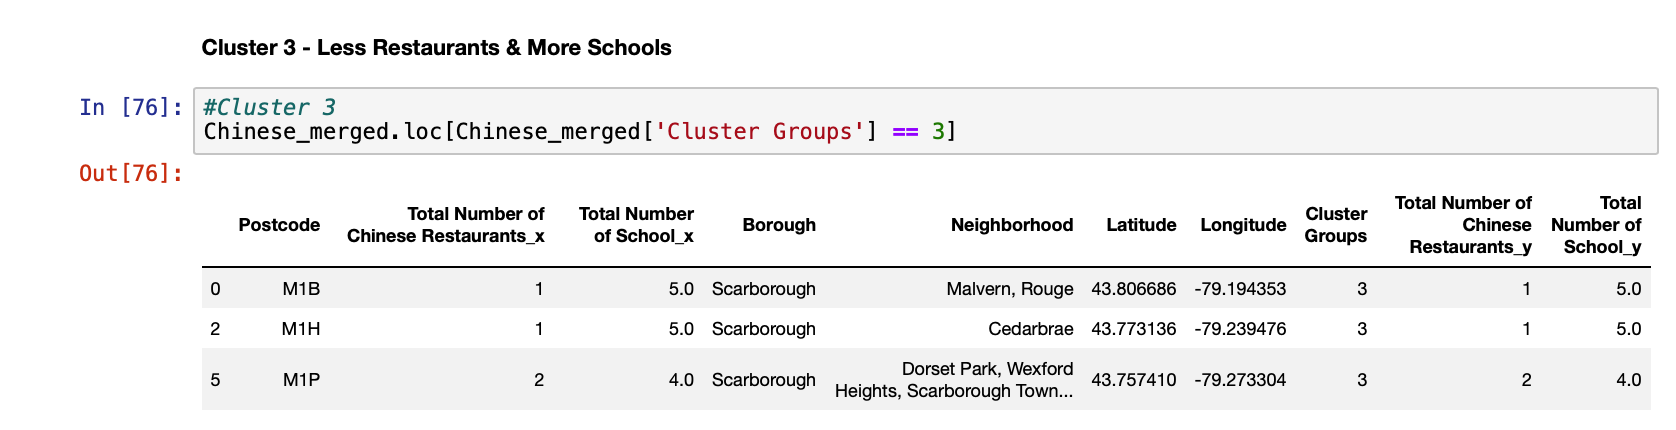 Cluster 3 - Less Restaurants & More Schools
In [76]:
#Cluster 3
Chinese_merged.loc[Chinese_merged['Cluster Groups'] == 3]
Out[76]:
Postcode Total Number of Chinese Restaurants_x Total Number of School_x Borough Neighborhood Latitude Longitude Cluster Groups Total Number of Chinese Restaurants_y Total Number of School_y
0 M1B 1 5.0 Scarborough Malvern, Rouge 43.806686 -79.194353 3 1 5.0
2 M1H 1 5.0 Scarborough Cedarbrae 43.773136 -79.239476 3 1 5.0
5 M1P 2 4.0 Scarborough Dorset Park, Wexford Heights, Scarborough Town... 43.757410 -79.273304 3 2 4.0